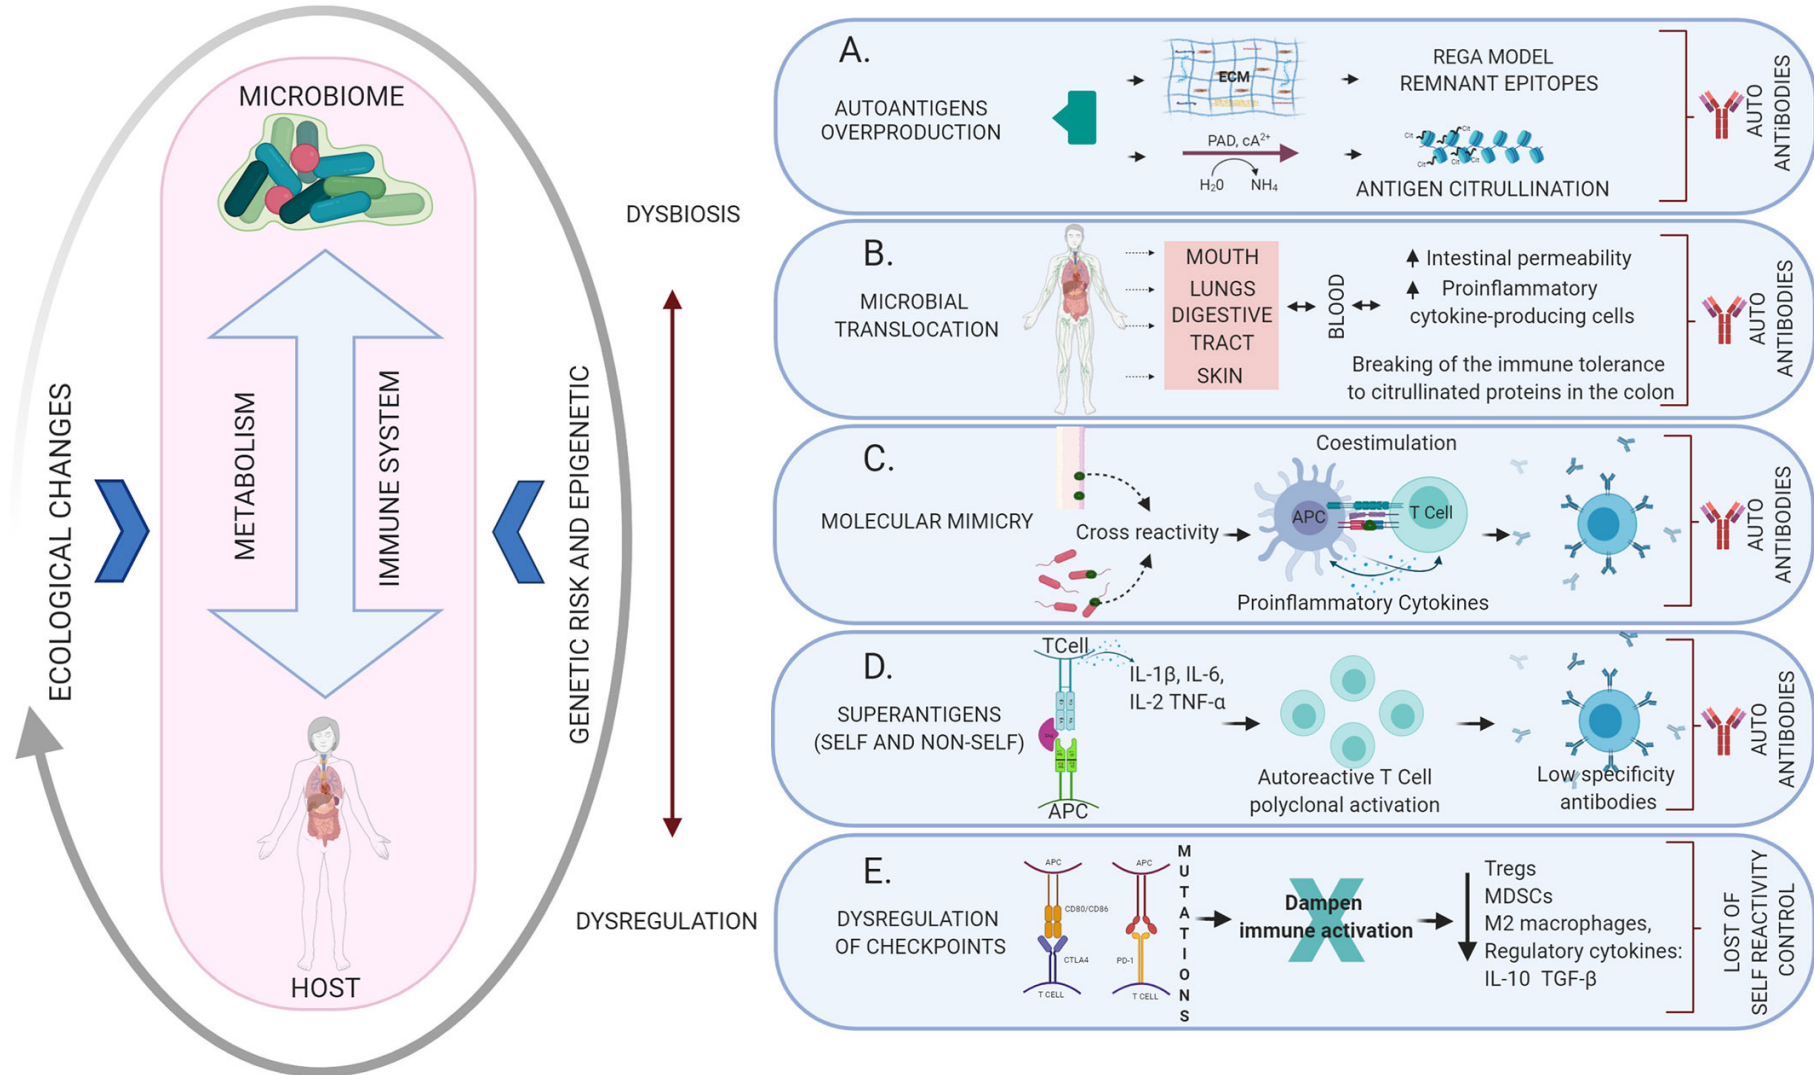 MICROBIOME
METABOLISM
IMMUNE SYSTEM
HOST
ECOLOGICAL CHANGES
GENETIC RISK AND EPIGENETIC
DYSBIOSIS
DYSREGULATION
A.
AUTOANTIGENS
OVERPRODUCTION
ECM
REGA MODEL
REMNANT EPITOPES
PAD, cA²⁺
H₂0
NH₄
Cit
Cit
Cit
Cit
Cit
ANTIGEN CITRULLINATION
AUTO
ANTIBODIES
B.
MICROBIAL
TRANSLOCATION
MOUTH
LUNGS
DIGESTIVE
TRACT
SKIN
BLOOD
Intestinal permeability
Proinflammatory
cytokine-producing cells
Breaking of the immune tolerance
to citrullinated proteins in the colon
AUTO
ANTIBODIES
C.
MOLECULAR MIMICRY
Cross reactivity
Coestimulation
APC
T Cell
Proinflammatory Cytokines
AUTO
ANTIBODIES
D.
SUPERANTIGENS
(SELF AND NON-SELF)
TCell
APC
IL-1β, IL-6,
IL-2 TNF-α
Autoreactive T Cell
polyclonal activation
Low specificity
antibodies
AUTO
ANTIBODIES
E.
DYSREGULATION
OF CHECKPOINTS
APC
CD80/CD86
CTLA4
T CELL
APC
PD-1
T CELL
MUTATIONS
Dampen
immune activation
Tregs
MDSCs
M2 macrophages,
Regulatory cytokines:
IL-10 TGF-β
LOST OF
SELF REACTIVITY
CONTROL